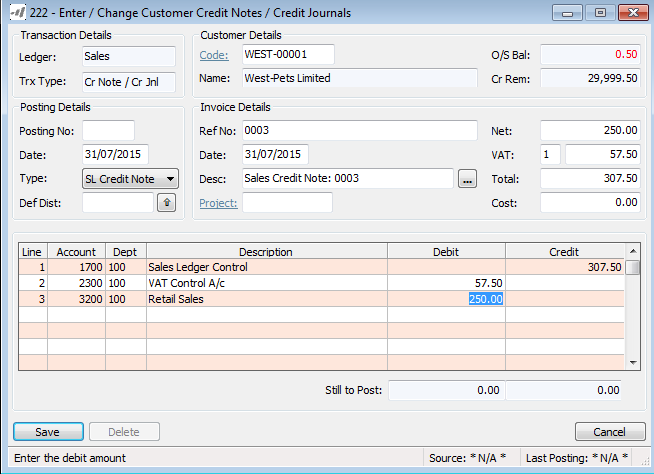 222 - Enter / Change Customer Credit Notes / Credit Journals
Transaction Details
Ledger: Sales
Trx Type: Cr Note / Cr Jnl
Customer Details
Code: WEST-00001 O/S Bal: 0.50
Name: West-Pets Limited Cr Rem: 29,999.50
Posting Details
Posting No:
Date: 31/07/2015
Type: SL Credit Note
Def Dist:
Invoice Details
Ref No: 0003 Net: 250.00
Date: 31/07/2015 VAT: 1 57.50
Desc: Sales Credit Note: 0003 ... Total: 307.50
Project: Cost: 0.00
Line Account Dept Description Debit Credit
1 1700 100 Sales Ledger Control 307.50
2 2300 100 VAT Control A/c 57.50
3 3200 100 Retail Sales 250.00
Still to Post: 0.00 0.00
Save Delete Cancel
Enter the debit amount Source: * N/A * Last Posting: * N/A *